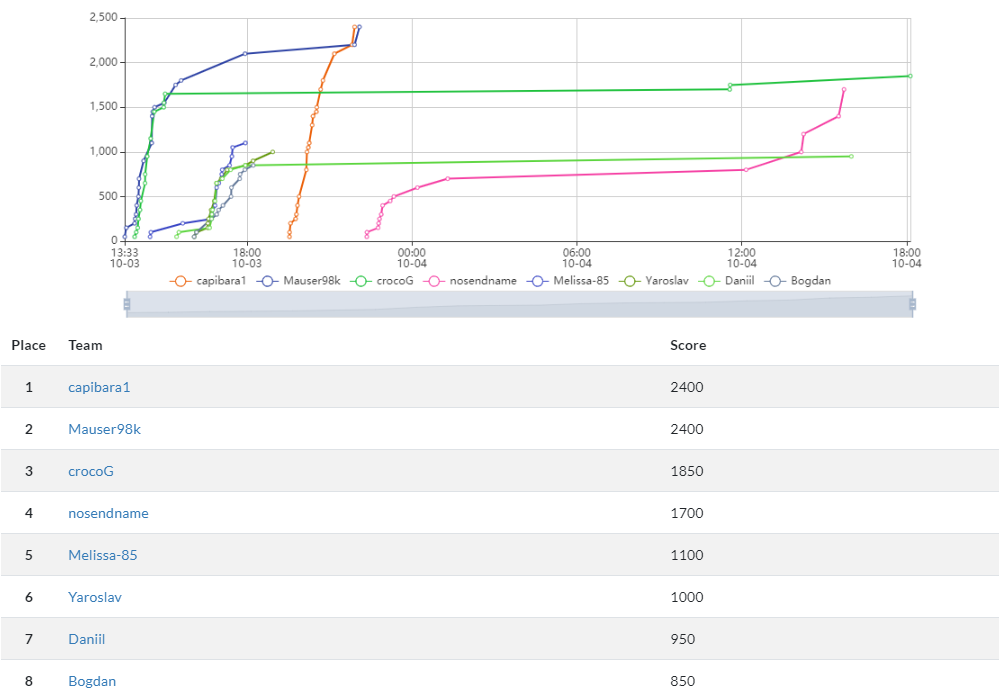 2,500
2,000
1,500
1,000
500
0
13:33 18:00 00:00 06:00 12:00 18:00
10-03 10-03 10-04 10-04 10-04 10-04
capibara1 Mauser98k crocoG nosendname Melissa-85 Yaroslav Daniil Bogdan
Place Team Score
1 capibara1 2400
2 Mauser98k 2400
3 crocoG 1850
4 nosendname 1700
5 Melissa-85 1100
6 Yaroslav 1000
7 Daniil 950
8 Bogdan 850